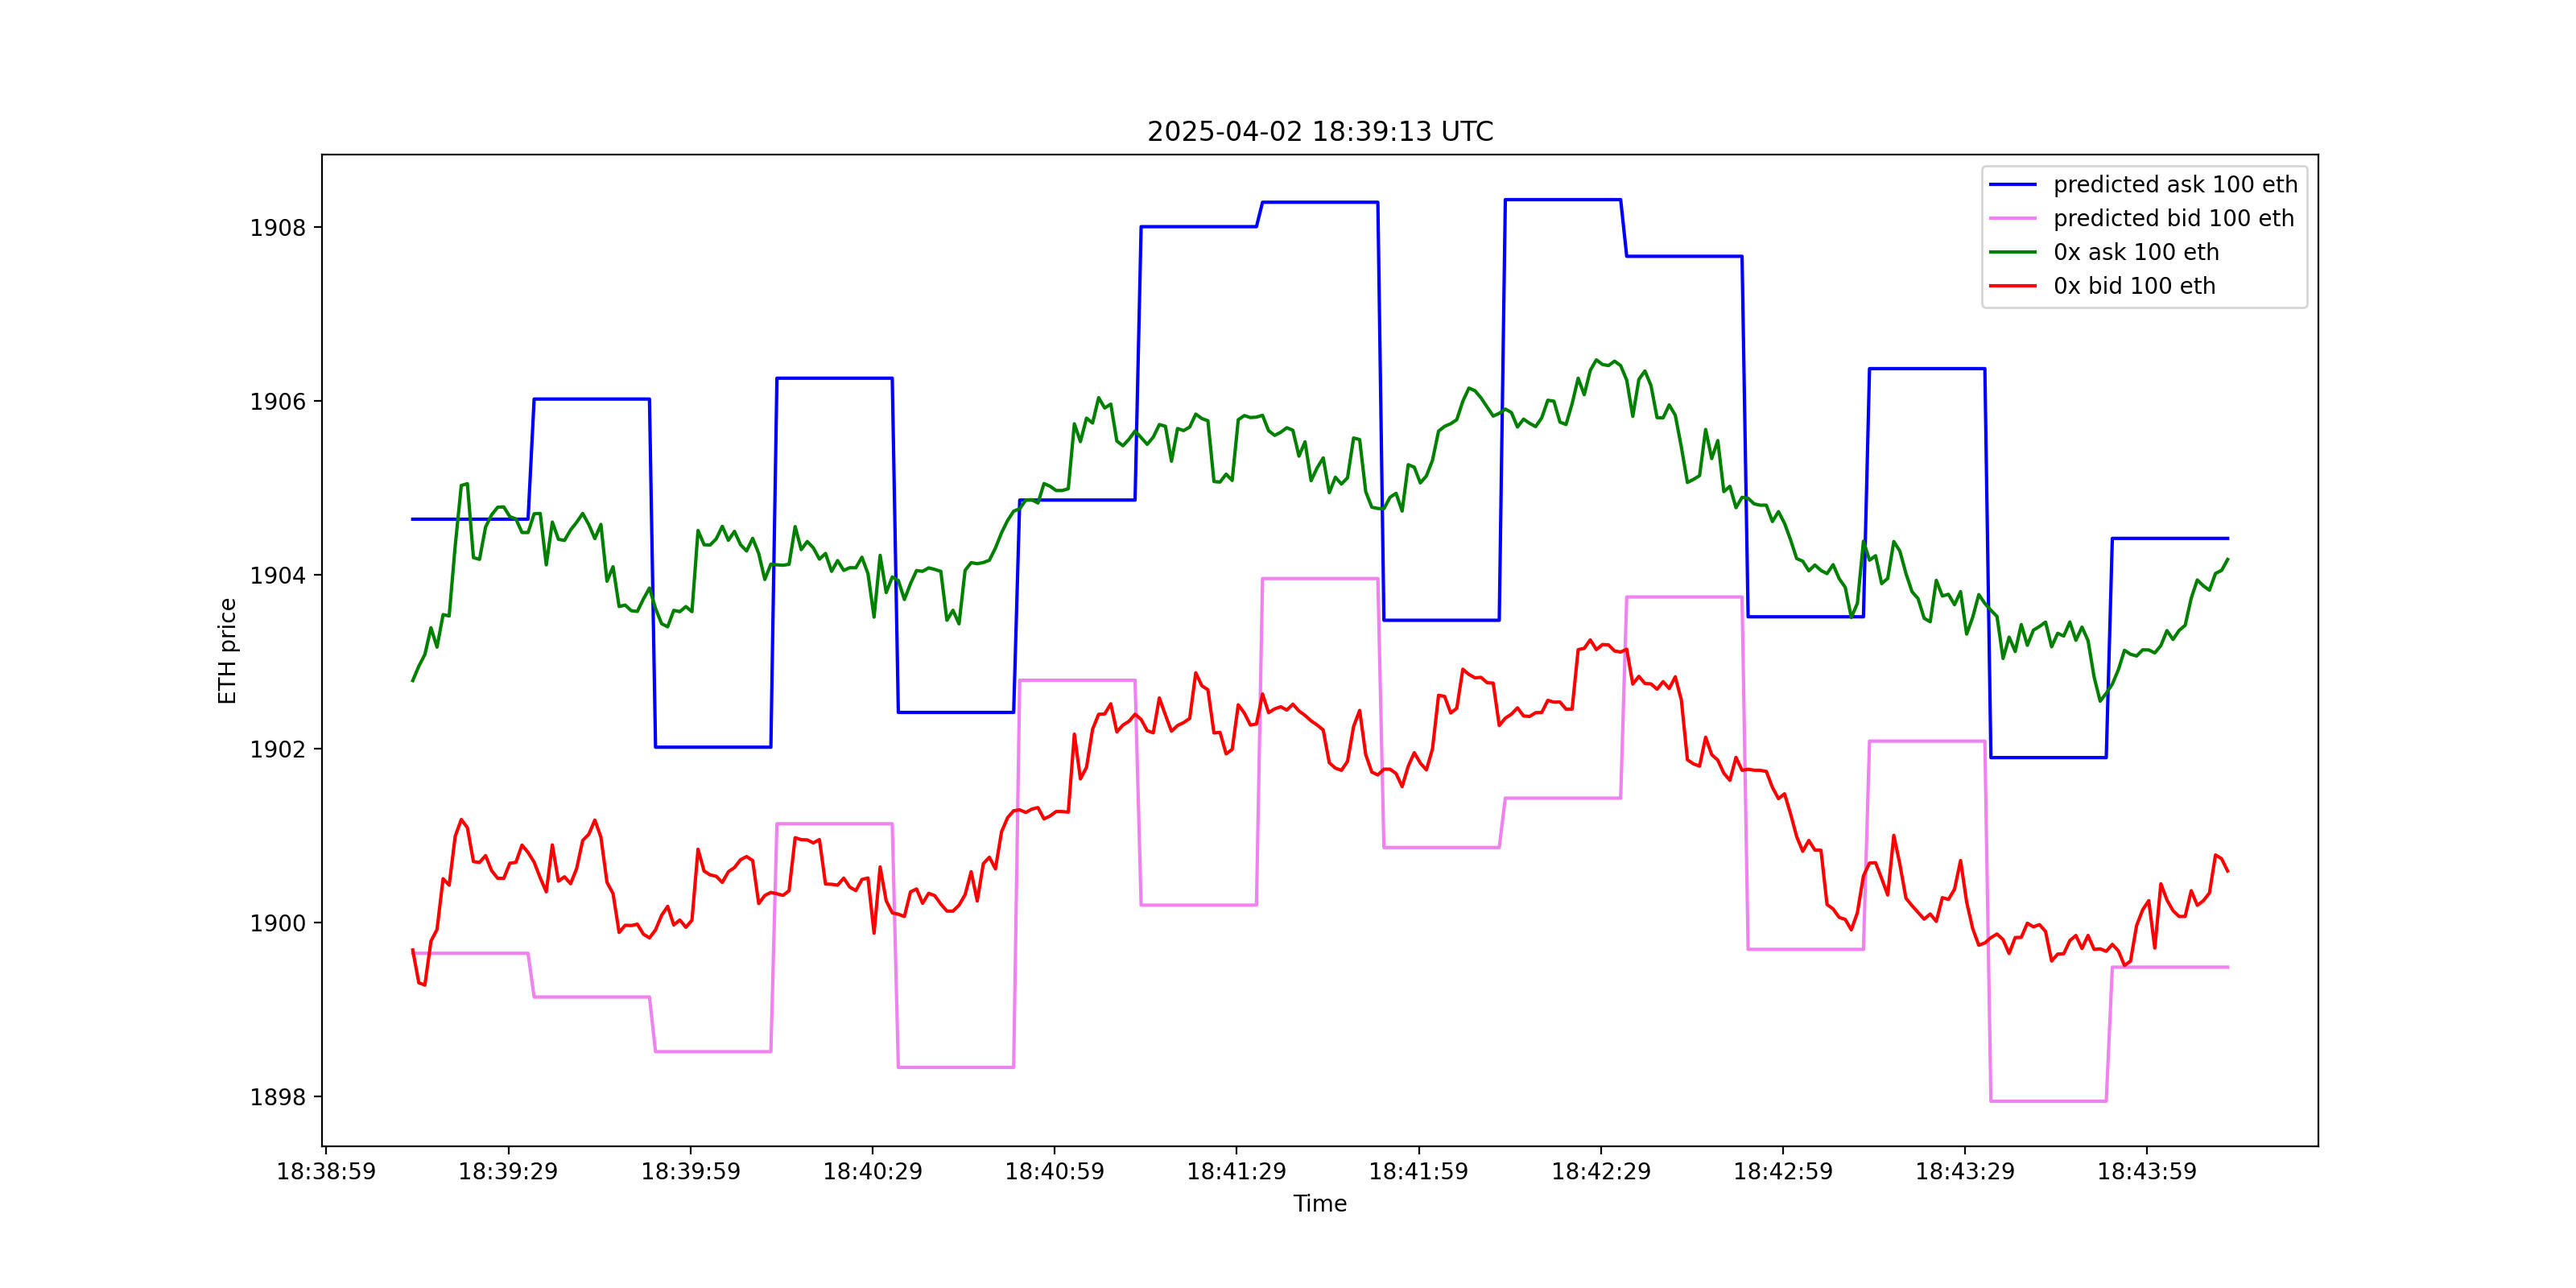 2025-04-02 18:39:13 UTC
predicted ask 100 eth
predicted bid 100 eth
0x ask 100 eth
0x bid 100 eth
ETH price
1908
1906
1904
1902
1900
1898
18:38:59 18:39:29 18:39:59 18:40:29 18:40:59 18:41:29 18:41:59 18:42:29 18:42:59 18:43:29 18:43:59
Time